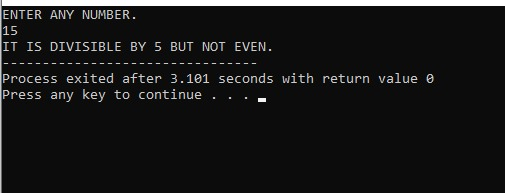 ENTER ANY NUMBER.
15
IT IS DIVISIBLE BY 5 BUT NOT EVEN.
--------------------------------
Process exited after 3.101 seconds with return value 0
Press any key to continue . . .